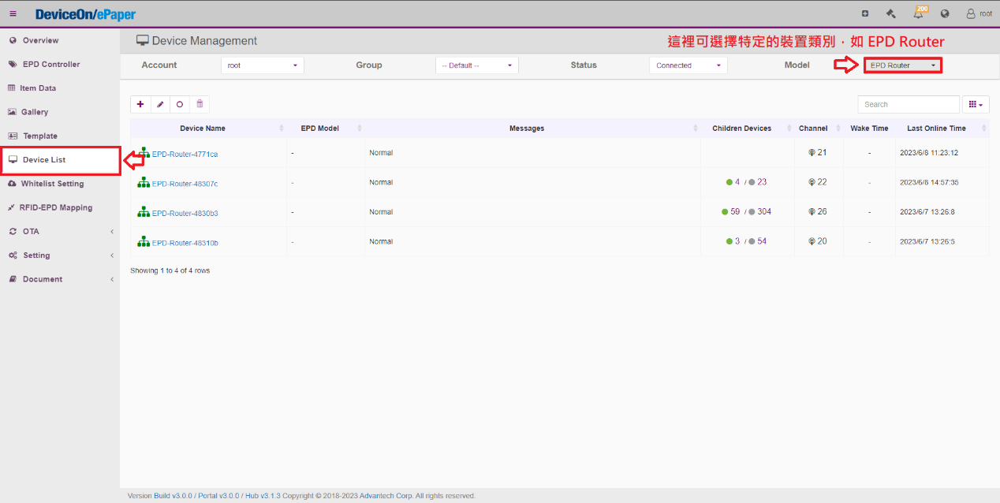 DeviceOn/ePaper
200
root
Overview
EPD Controller
Item Data
Gallery
Template
Device List
Whitelist Setting
RFID-EPD Mapping
OTA
Setting
Document
Device Management
這裡可選擇特定的裝置類別，如 EPD Router
Account root Group -- Default -- Status Connected Model EPD Router
Search
Device Name EPD Model Messages Children Devices Channel Wake Time Last Online Time
EPD-Router-4771ca - Normal 21 - 2023/6/8 11:23:12
EPD-Router-48307c - Normal 4 / 23 22 - 2023/6/8 14:57:35
EPD-Router-4830b3 - Normal 59 / 304 26 - 2023/6/7 13:26:8
EPD-Router-48310b - Normal 3 / 54 20 - 2023/6/7 13:26:5
Showing 1 to 4 of 4 rows
Version Build v3.0.0 / Portal v3.0.0 / Hub v3.1.3 Copyright © 2018-2023 Advantech Corp. All rights reserved.